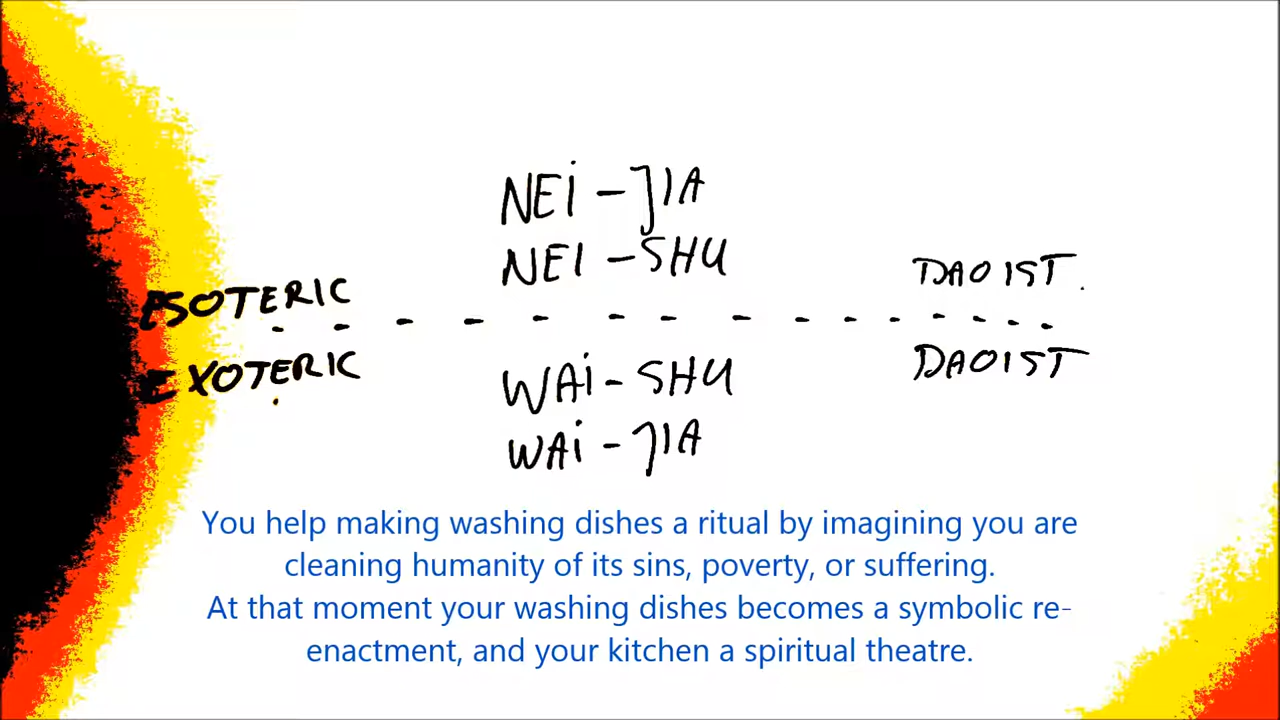 NEi - JIA
NEI - SHU
DAOIST.
ESOTERIC
EXOTERIC
DAOIST
WAi - SHU
WAi - JIA
You help making washing dishes a ritual by imagining you are
cleaning humanity of its sins, poverty, or suffering.
At that moment your washing dishes becomes a symbolic re-
enactment, and your kitchen a spiritual theatre.